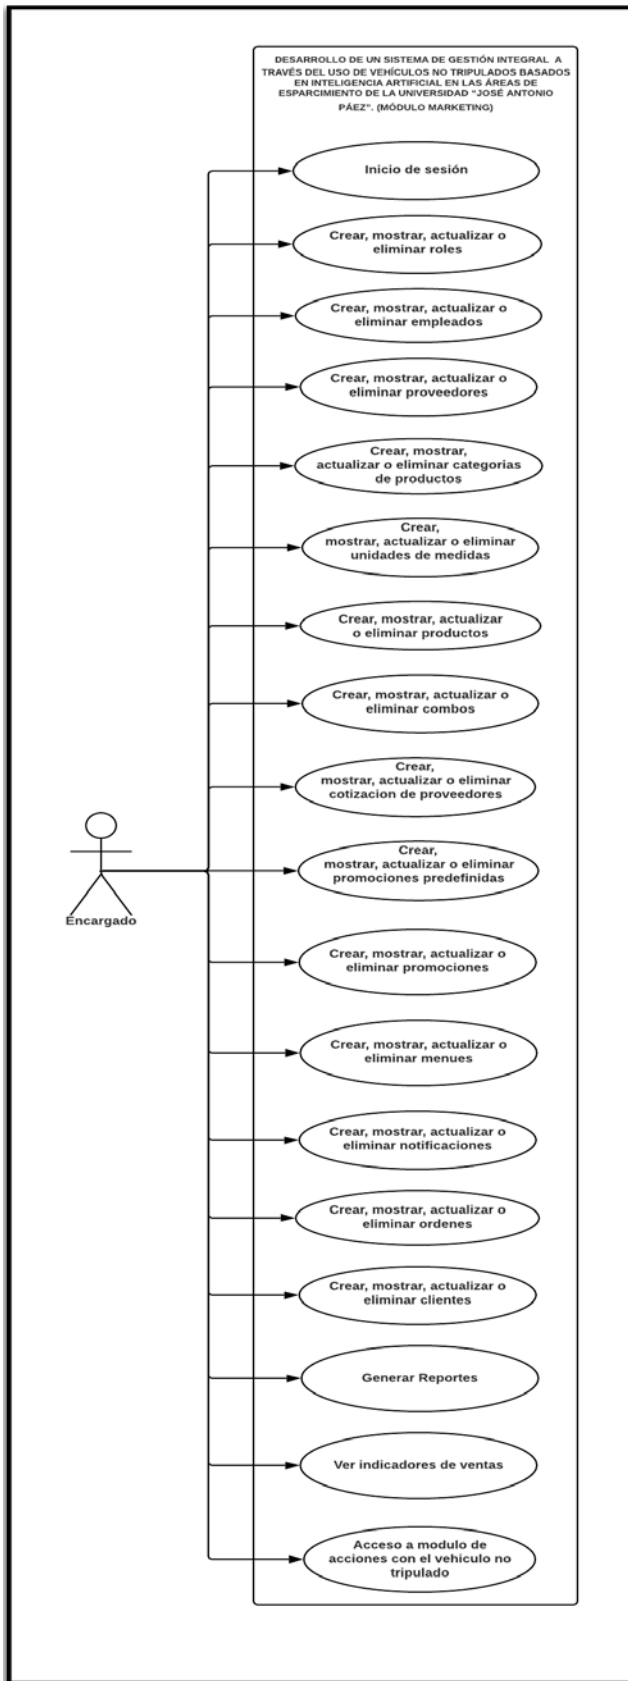 DESARROLLO DE UN SISTEMA DE GESTIÓN INTEGRAL A
TRAVÉS DEL USO DE VEHÍCULOS NO TRIPULADOS BASADOS
EN INTELIGENCIA ARTIFICIAL EN LAS ÁREAS DE
ESPARCIMIENTO DE LA UNIVERSIDAD "JOSÉ ANTONIO
PÁEZ". (MÓDULO MARKETING)
Inicio de sesión
Crear, mostrar, actualizar o
eliminar roles
Crear, mostrar, actualizar o
eliminar empleados
Crear, mostrar, actualizar o
eliminar proveedores
Crear, mostrar,
actualizar o eliminar categorias
de productos
Crear,
mostrar, actualizar o eliminar
unidades de medidas
Crear, mostrar, actualizar
o eliminar productos
Crear, mostrar, actualizar o
eliminar combos
Crear,
mostrar, actualizar o eliminar
cotizacion de proveedores
Crear,
mostrar, actualizar o eliminar
promociones predefinidas
Encargado
Crear, mostrar, actualizar o
eliminar promociones
Crear, mostrar, actualizar o
eliminar menues
Crear, mostrar, actualizar o
eliminar notificaciones
Crear, mostrar, actualizar o
eliminar ordenes
Crear, mostrar, actualizar o
eliminar clientes
Generar Reportes
Ver indicadores de ventas
Acceso a modulo de
acciones con el vehiculo no
tripulado